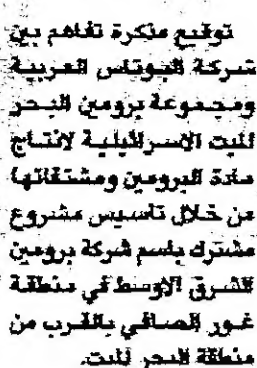 توقيع مذكرة تفاهم بين
شركة البوتاس العربية
ومجموعة برومين البحر
الميت الاسرائيلية لانتاج
مادة البرومين ومشتقاتها
من خلال تاسيس مشروع
مشترك باسم شركة برومين
الشرق الاوسط في منطقة
غور الصافي بالقرب من
منطقة البحر الميت.